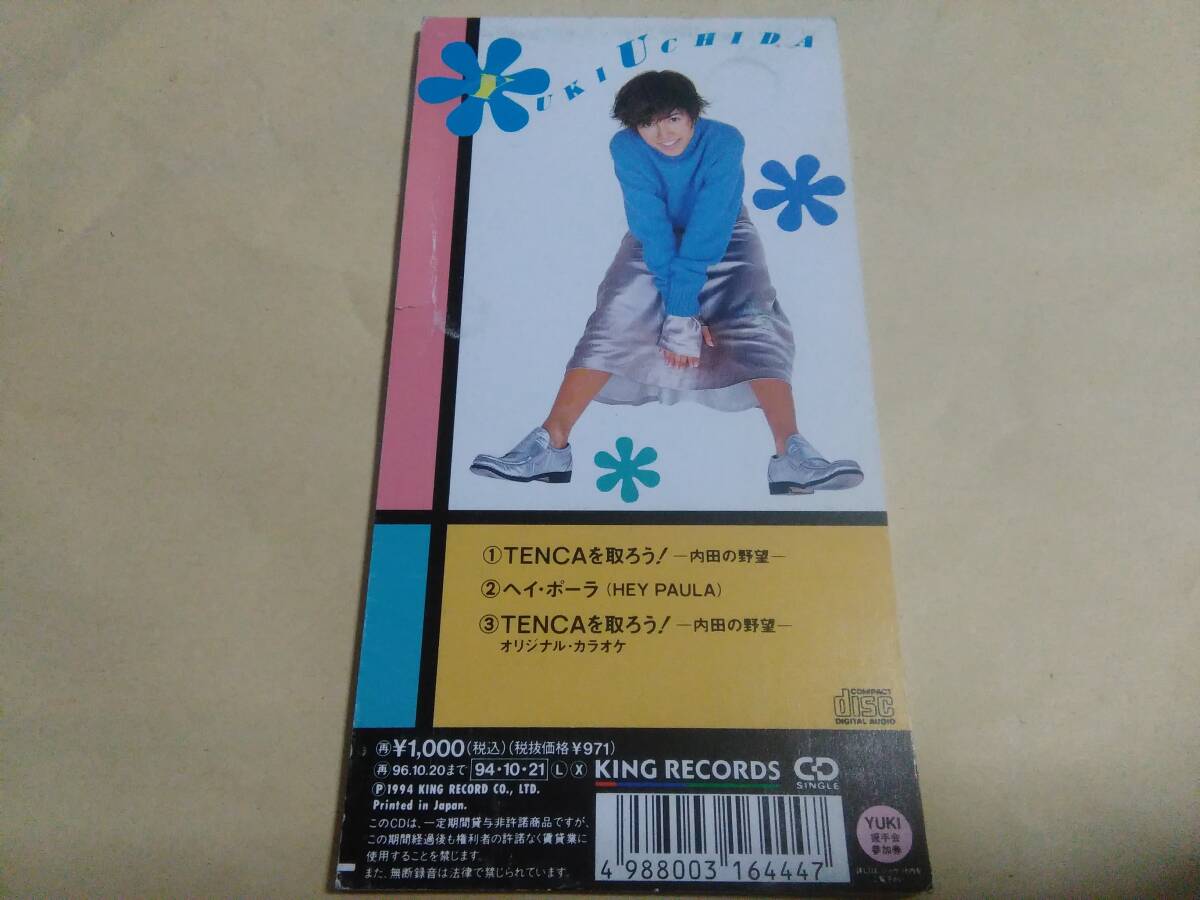 YUKI UCHIDA
①TENCAを取ろう! —内田の野望—
②ヘイ・ポーラ (HEY PAULA)
③TENCAを取ろう! —内田の野望—
オリジナル・カラオケ
COMPACT
disc
DIGITAL AUDIO
再¥1,000(税込)(税抜価格¥971)
再96.10.20まで 94・10・21 L X KING RECORDS CD
SINGLE
Ⓟ1994 KING RECORD CO., LTD.
Printed in Japan.
このCDは、一定期間貸与非許諾商品ですが、
この期間経過後も権利者の許諾なく賃貸業に
使用することを禁じます。
また、無断録音は法律で禁じられています。
4 988003 164447
YUKI
握手会
参加券